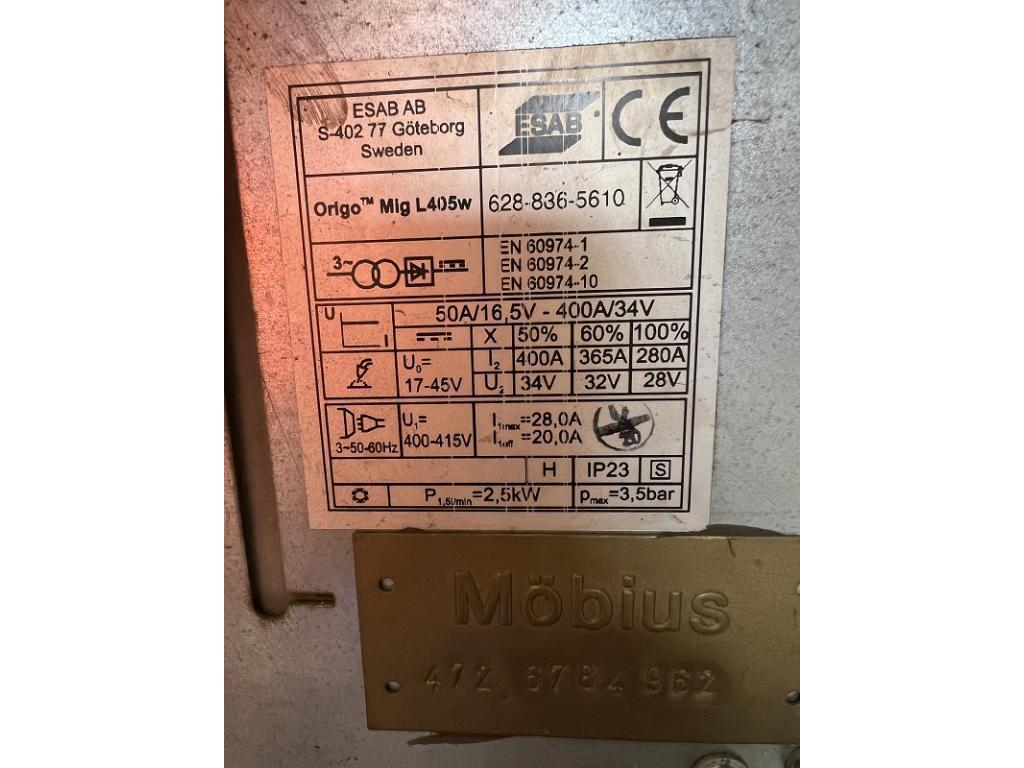 ESAB AB
S-402 77 Göteborg
Sweden
ESAB
CE
Origo™ Mig L405w
628-836-5610
3~
EN 60974-1
EN 60974-2
EN 60974-10
U
I
50A/16,5V - 400A/34V
X 50% 60% 100%
U₀=
17-45V
I₂ 400A 365A 280A
U₂ 34V 32V 28V
3~50-60Hz
U₁=
400-415V
I₁max=28,0A
I₁eff=20,0A
H IP23 S
P1,5l/min=2,5kW
pmax=3,5bar
Möbius
472 6784962